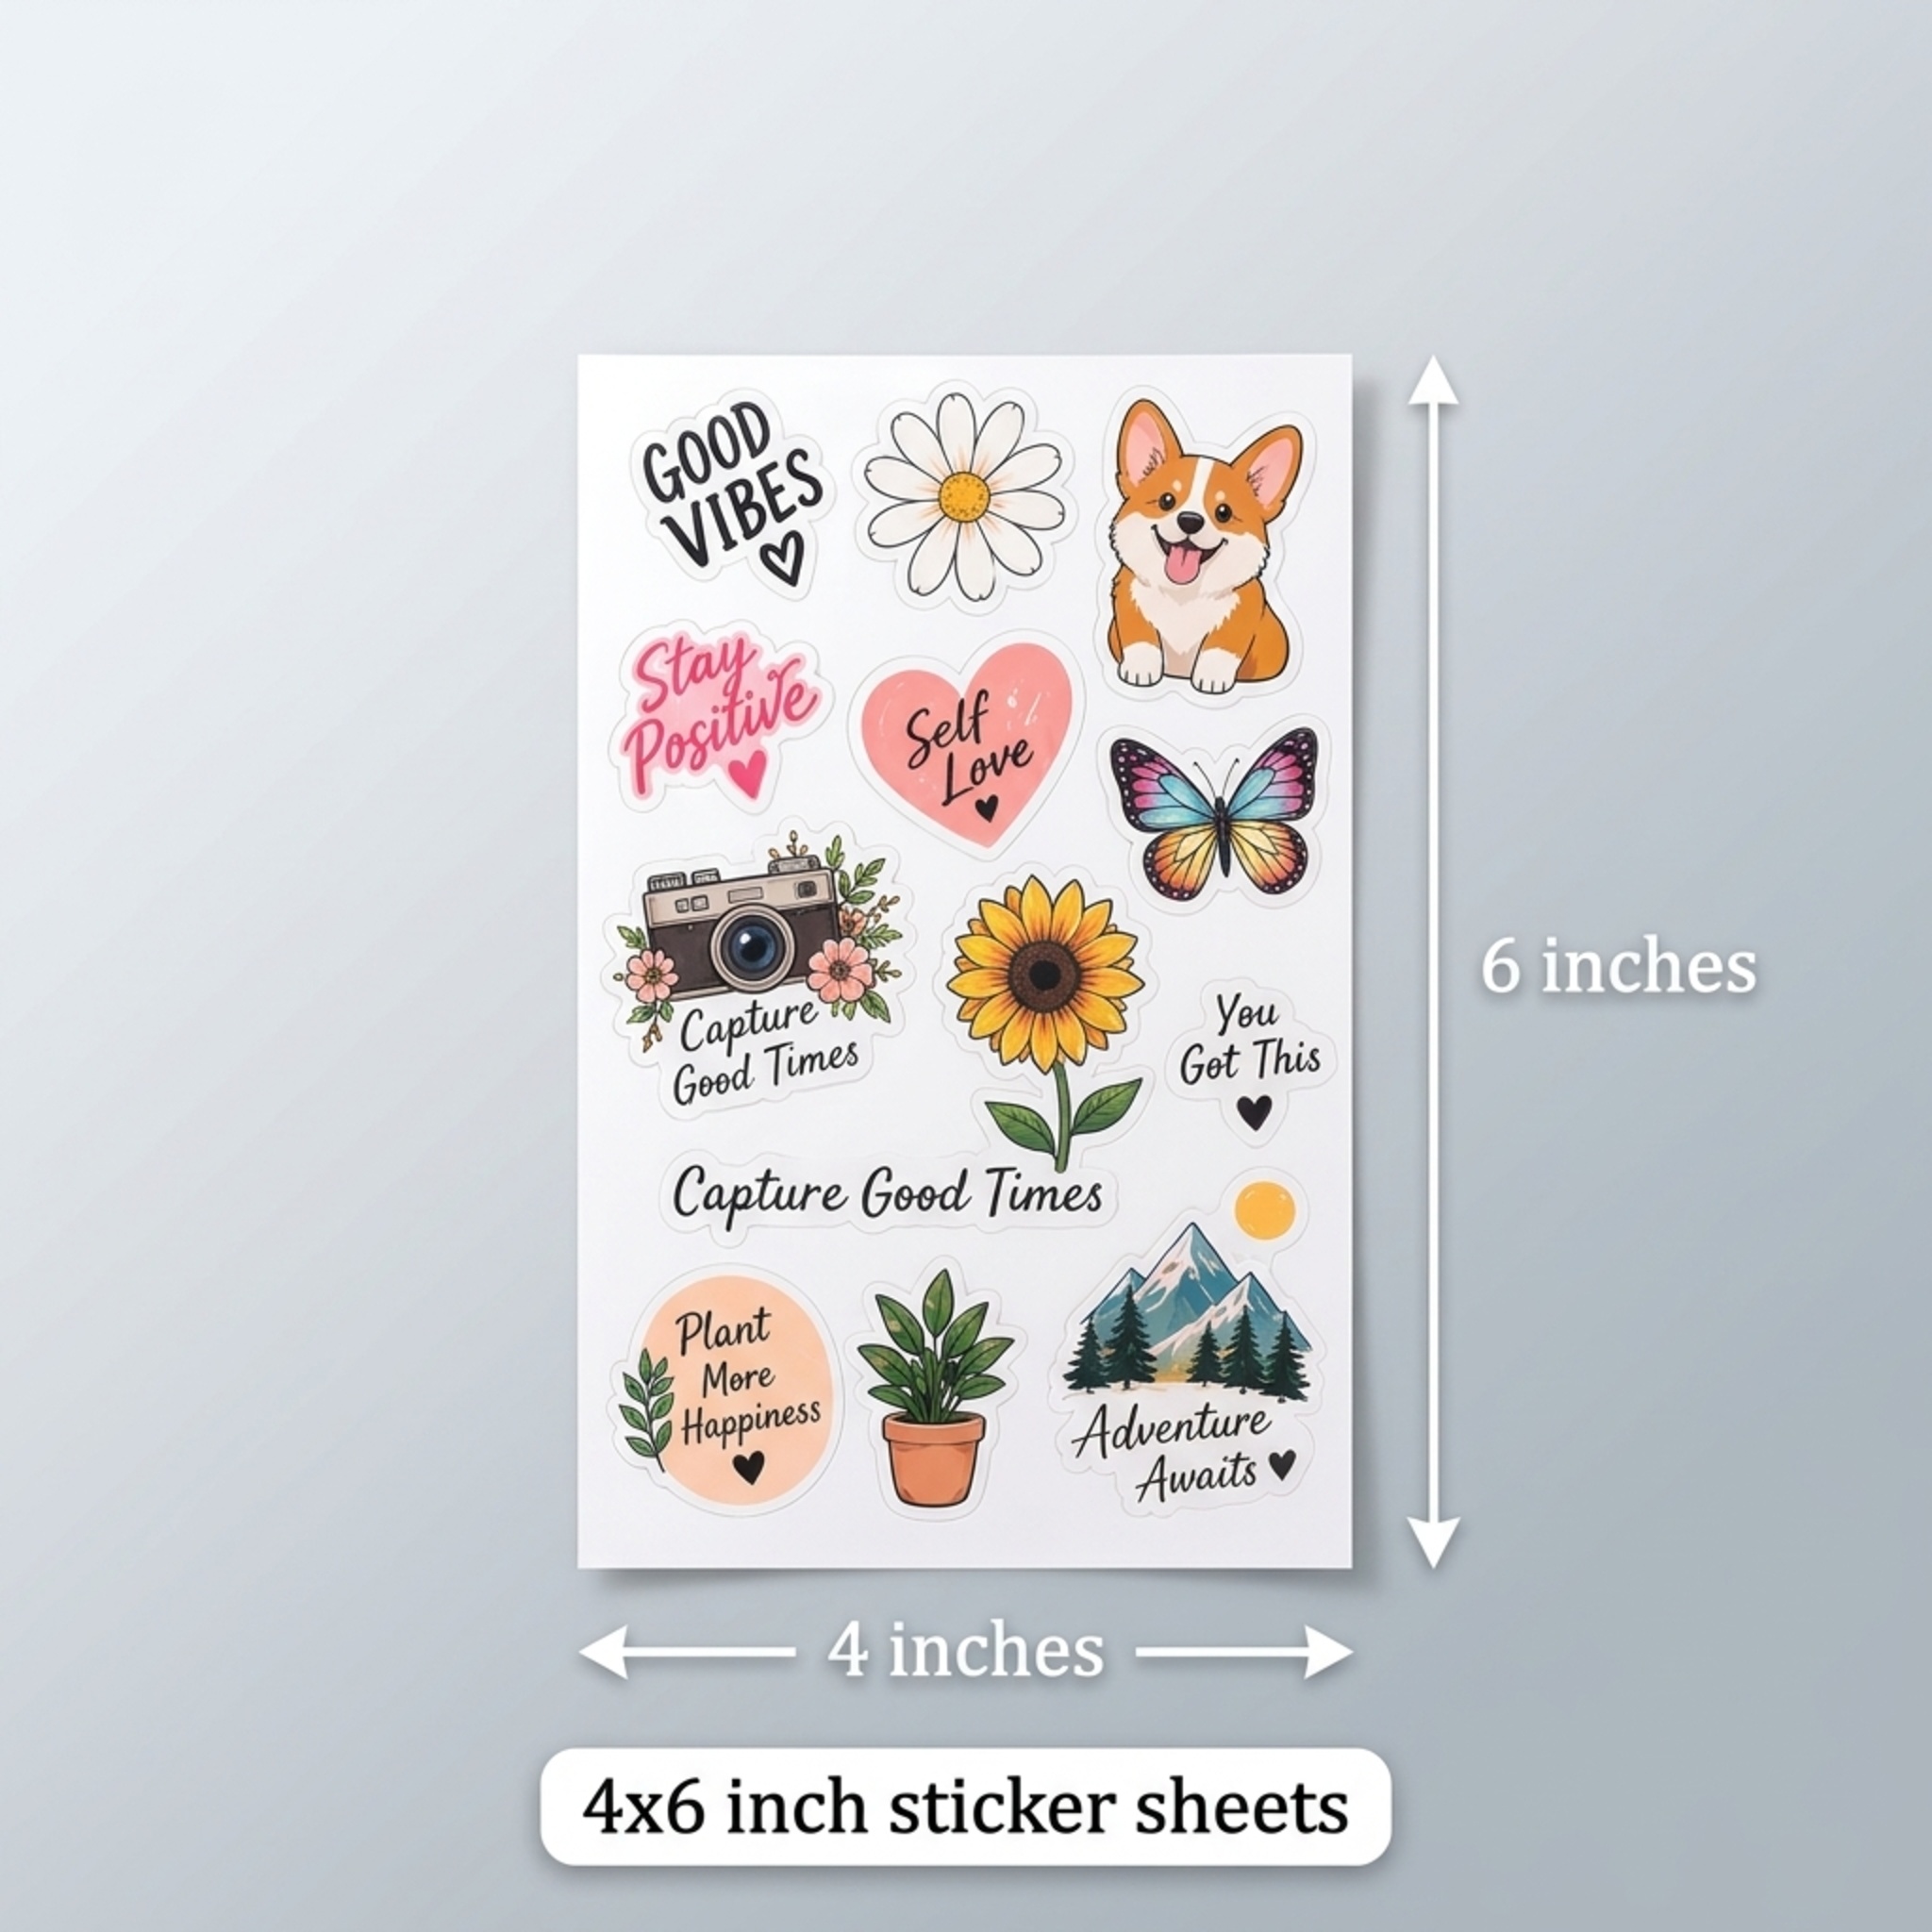 GOOD
VIBES
Stay
Positive
Self
Love
Capture
Good Times
You
Got This
Capture Good Times
Plant
More
Happiness
Adventure
Awaits
6 inches
4 inches
4x6 inch sticker sheets